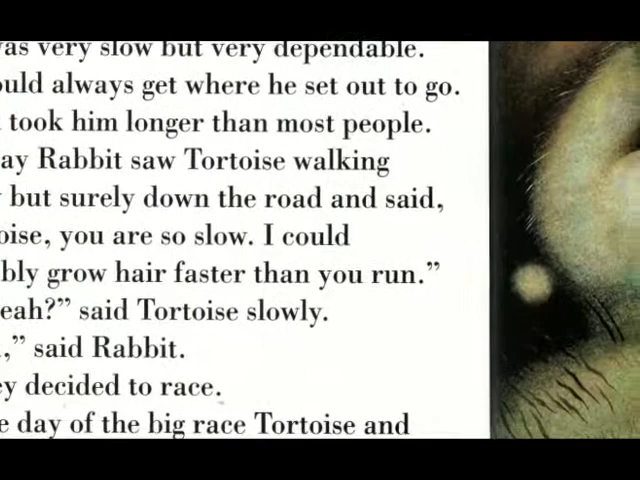 was very slow but very dependable.
ould always get where he set out to go.
took him longer than most people.
ay Rabbit saw Tortoise walking
but surely down the road and said,
oise, you are so slow. I could
bly grow hair faster than you run.”
eah?” said Tortoise slowly.
,” said Rabbit.
ey decided to race.
e day of the big race Tortoise and